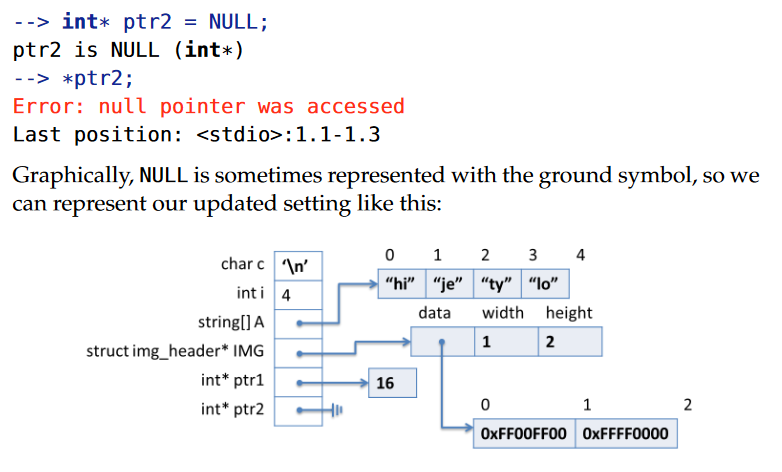 --> int* ptr2 = NULL;
ptr2 is NULL (int*)
--> *ptr2;
Error: null pointer was accessed
Last position: <stdio>:1.1-1.3
Graphically, NULL is sometimes represented with the ground symbol, so we
can represent our updated setting like this:
0 1 2 3 4
char c '\n'
"hi" "je" "ty" "lo"
int i 4
data width height
string[] A
1 2
struct img_header* IMG
int* ptr1
16
int* ptr2
0 1 2
0xFF00FF00 0xFFFF0000